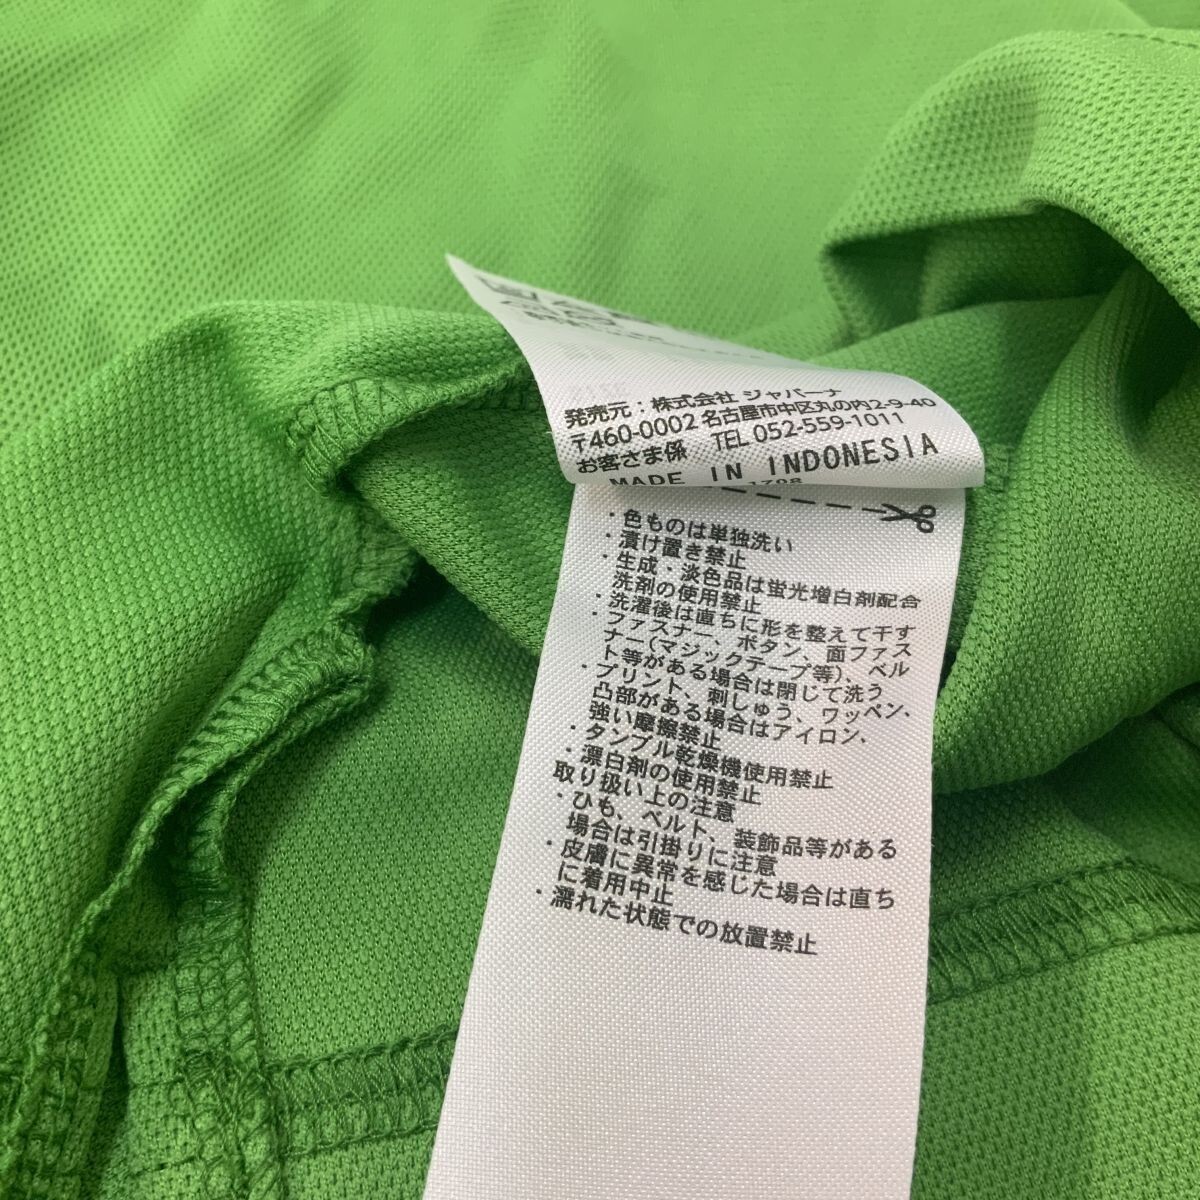 発売元：株式会社 ジャパーナ
〒460-0002 名古屋市中区丸の内2-9-40
お客さま係 TEL 052-559-1011
MADE IN INDONESIA
・色ものは単独洗い
・漬け置き禁止
・生成・淡色品は蛍光増白剤配合
洗剤の使用禁止
・洗濯後は直ちに形を整えて干す
・ファスナー、ボタン、面ファス
ナー(マジックテープ等)、ベル
ト等がある場合は閉じて洗う
・プリント、刺しゅう、ワッペン、
凸部がある場合はアイロン、
強い摩擦禁止
・タンブル乾燥機使用禁止
・漂白剤の使用禁止
取り扱い上の注意
・ひも、ベルト、装飾品等がある
場合は引掛りに注意
・皮膚に異常を感じた場合は直ち
に着用中止
・濡れた状態での放置禁止